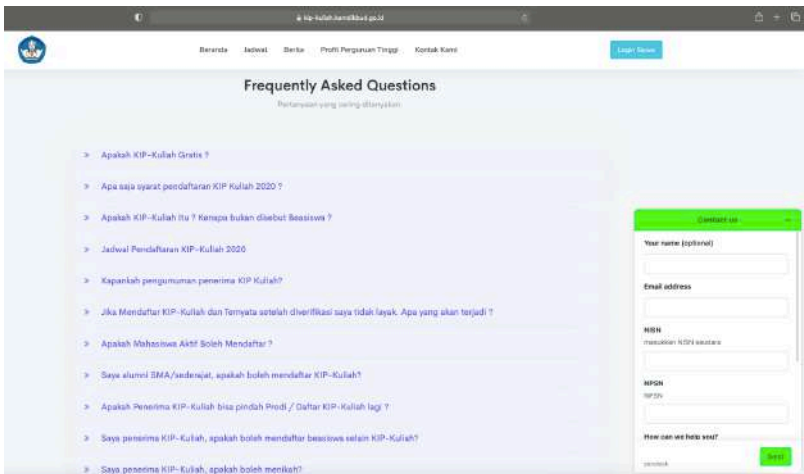 kip-kuliah.kemdikbud.go.id
Beranda Jadwal Berita Profil Perguruan Tinggi Kontak Kami
Login Siswa
Frequently Asked Questions
Pertanyaan yang sering ditanyakan
» Apakah KIP-Kuliah Gratis ?
» Apa saja syarat pendaftaran KIP Kuliah 2020 ?
» Apakah KIP-Kuliah Itu ? Kenapa bukan disebut Beasiswa ?
» Jadwal Pendaftaran KIP-Kuliah 2020
» Kapankah pengumuman penerima KIP Kuliah?
» Jika Mendaftar KIP-Kuliah dan Ternyata setelah diverifikasi saya tidak layak. Apa yang akan terjadi ?
» Apakah Mahasiswa Aktif Boleh Mendaftar ?
» Saya alumni SMA/sederajat, apakah boleh mendaftar KIP-Kuliah?
» Apakah Penerima KIP-Kuliah bisa pindah Prodi / Daftar KIP-Kuliah lagi ?
» Saya penerima KIP-Kuliah, apakah boleh mendaftar beasiswa selain KIP-Kuliah?
» Saya penerima KIP-Kuliah, apakah boleh menikah?
Contact us
Your name (optional)
Email address
NISN
masukkan NISN saudara
NPSN
NPSN
How can we help you?
Send